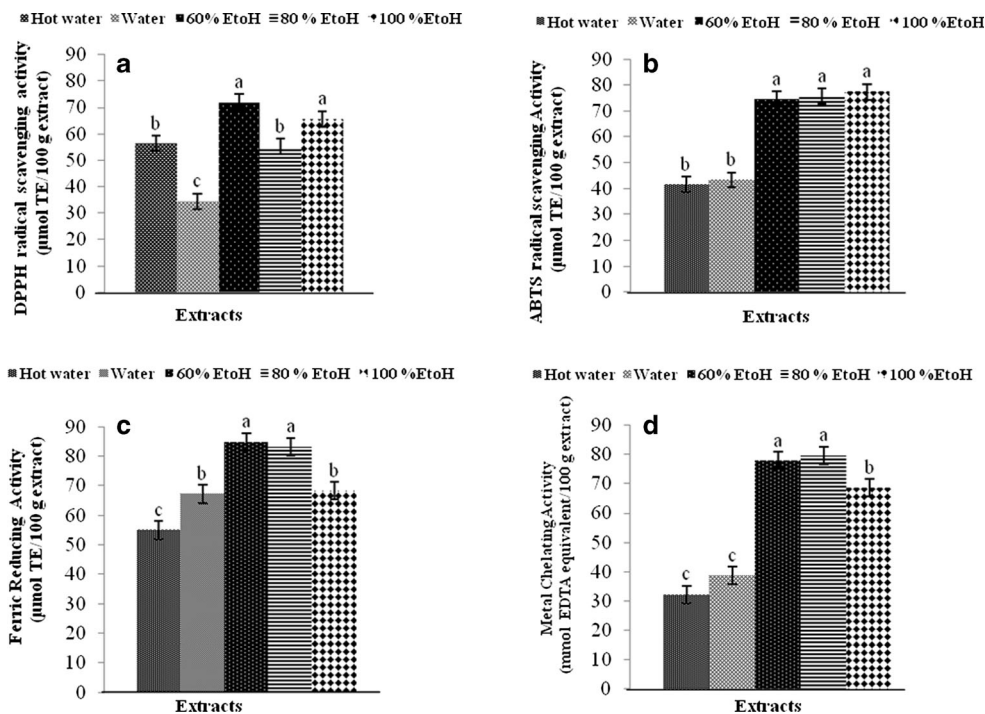 Hot water Water 60% EtoH 80 % EtoH 100 %EtoH
a
DPPH radical scavenging activity
(µmol TE/100 g extract)
90
80
70
60
50
40
30
20
10
0
b
c
a
b
a
Extracts
Hot water Water 60% EtoH 80 % EtoH 100 %EtoH
b
ABTS radical scavenging Activity
(µmol TE/100 g extract)
90
80
70
60
50
40
30
20
10
0
b
b
a
a
a
Extracts
Hot water Water 60% EtoH 80 % EtoH 100 %EtoH
c
Ferric Reducing Activity
(µmol TE/100 g extract)
90
80
70
60
50
40
30
20
10
0
c
b
a
a
b
Extracts
Hot water Water 60% EtoH 80 % EtoH 100 %EtoH
d
Metal Chelating Activity
(mmol EDTA equivalent/100 g extract)
90
80
70
60
50
40
30
20
10
0
c
c
a
a
b
Extracts